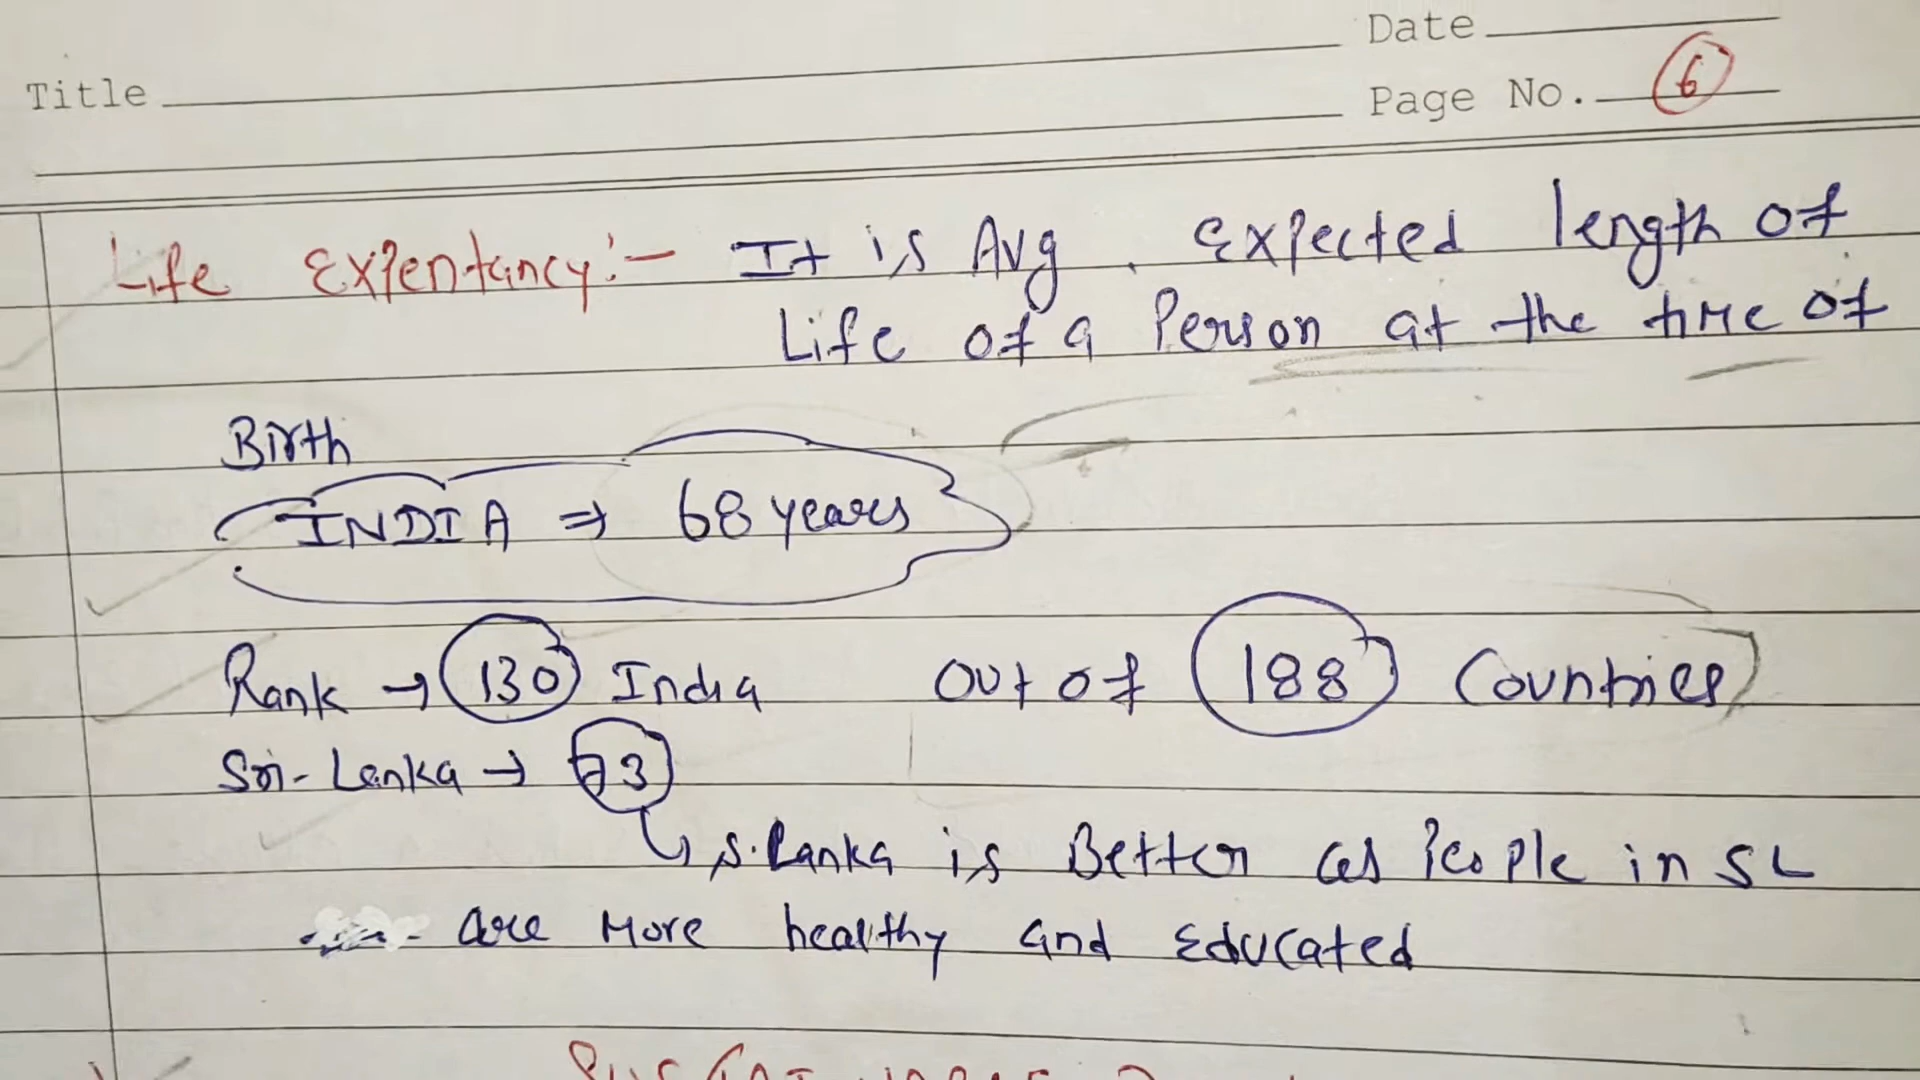 Date
Title
Page No. 6
Life Expentancy:- It is Avg. Expected length of
Life of a Person at the time of
Birth
INDIA ⇒ 68 years
Rank → 130 India out of 188 Countries
Sri-Lanka → 73
↳ S.Lanka is Better as People in SL
are More healthy and Educated